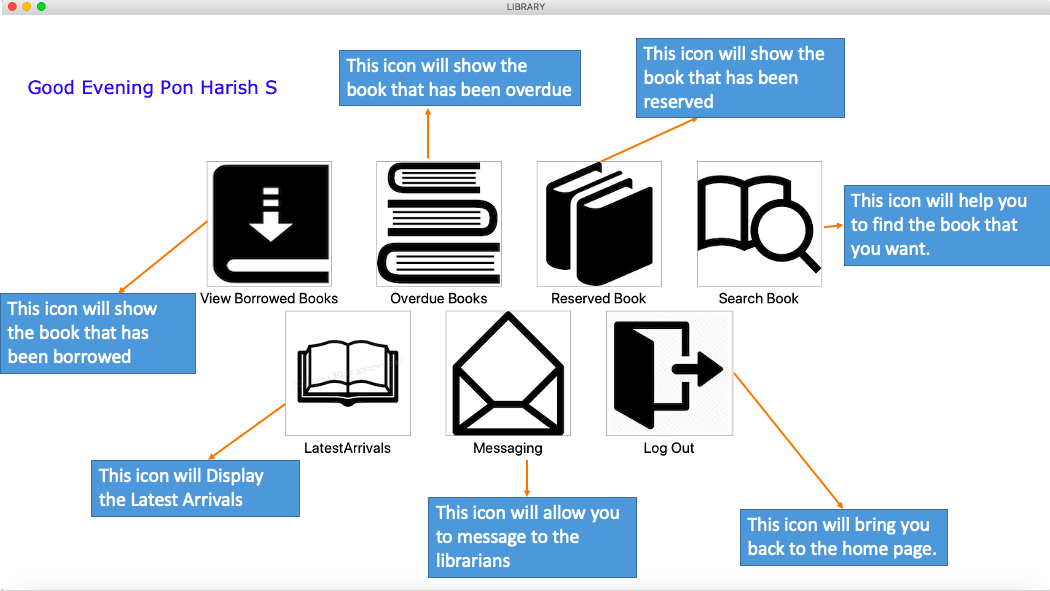 LIBRARY
Good Evening Pon Harish S
This icon will show the
book that has been overdue
This icon will show the
book that has been
reserved
This icon will help you
to find the book that
you want.
View Borrowed Books
Overdue Books
Reserved Book
Search Book
This icon will show
the book that has
been borrowed
LatestArrivals
Messaging
Log Out
This icon will Display
the Latest Arrivals
This icon will allow you
to message to the
librarians
This icon will bring you
back to the home page.